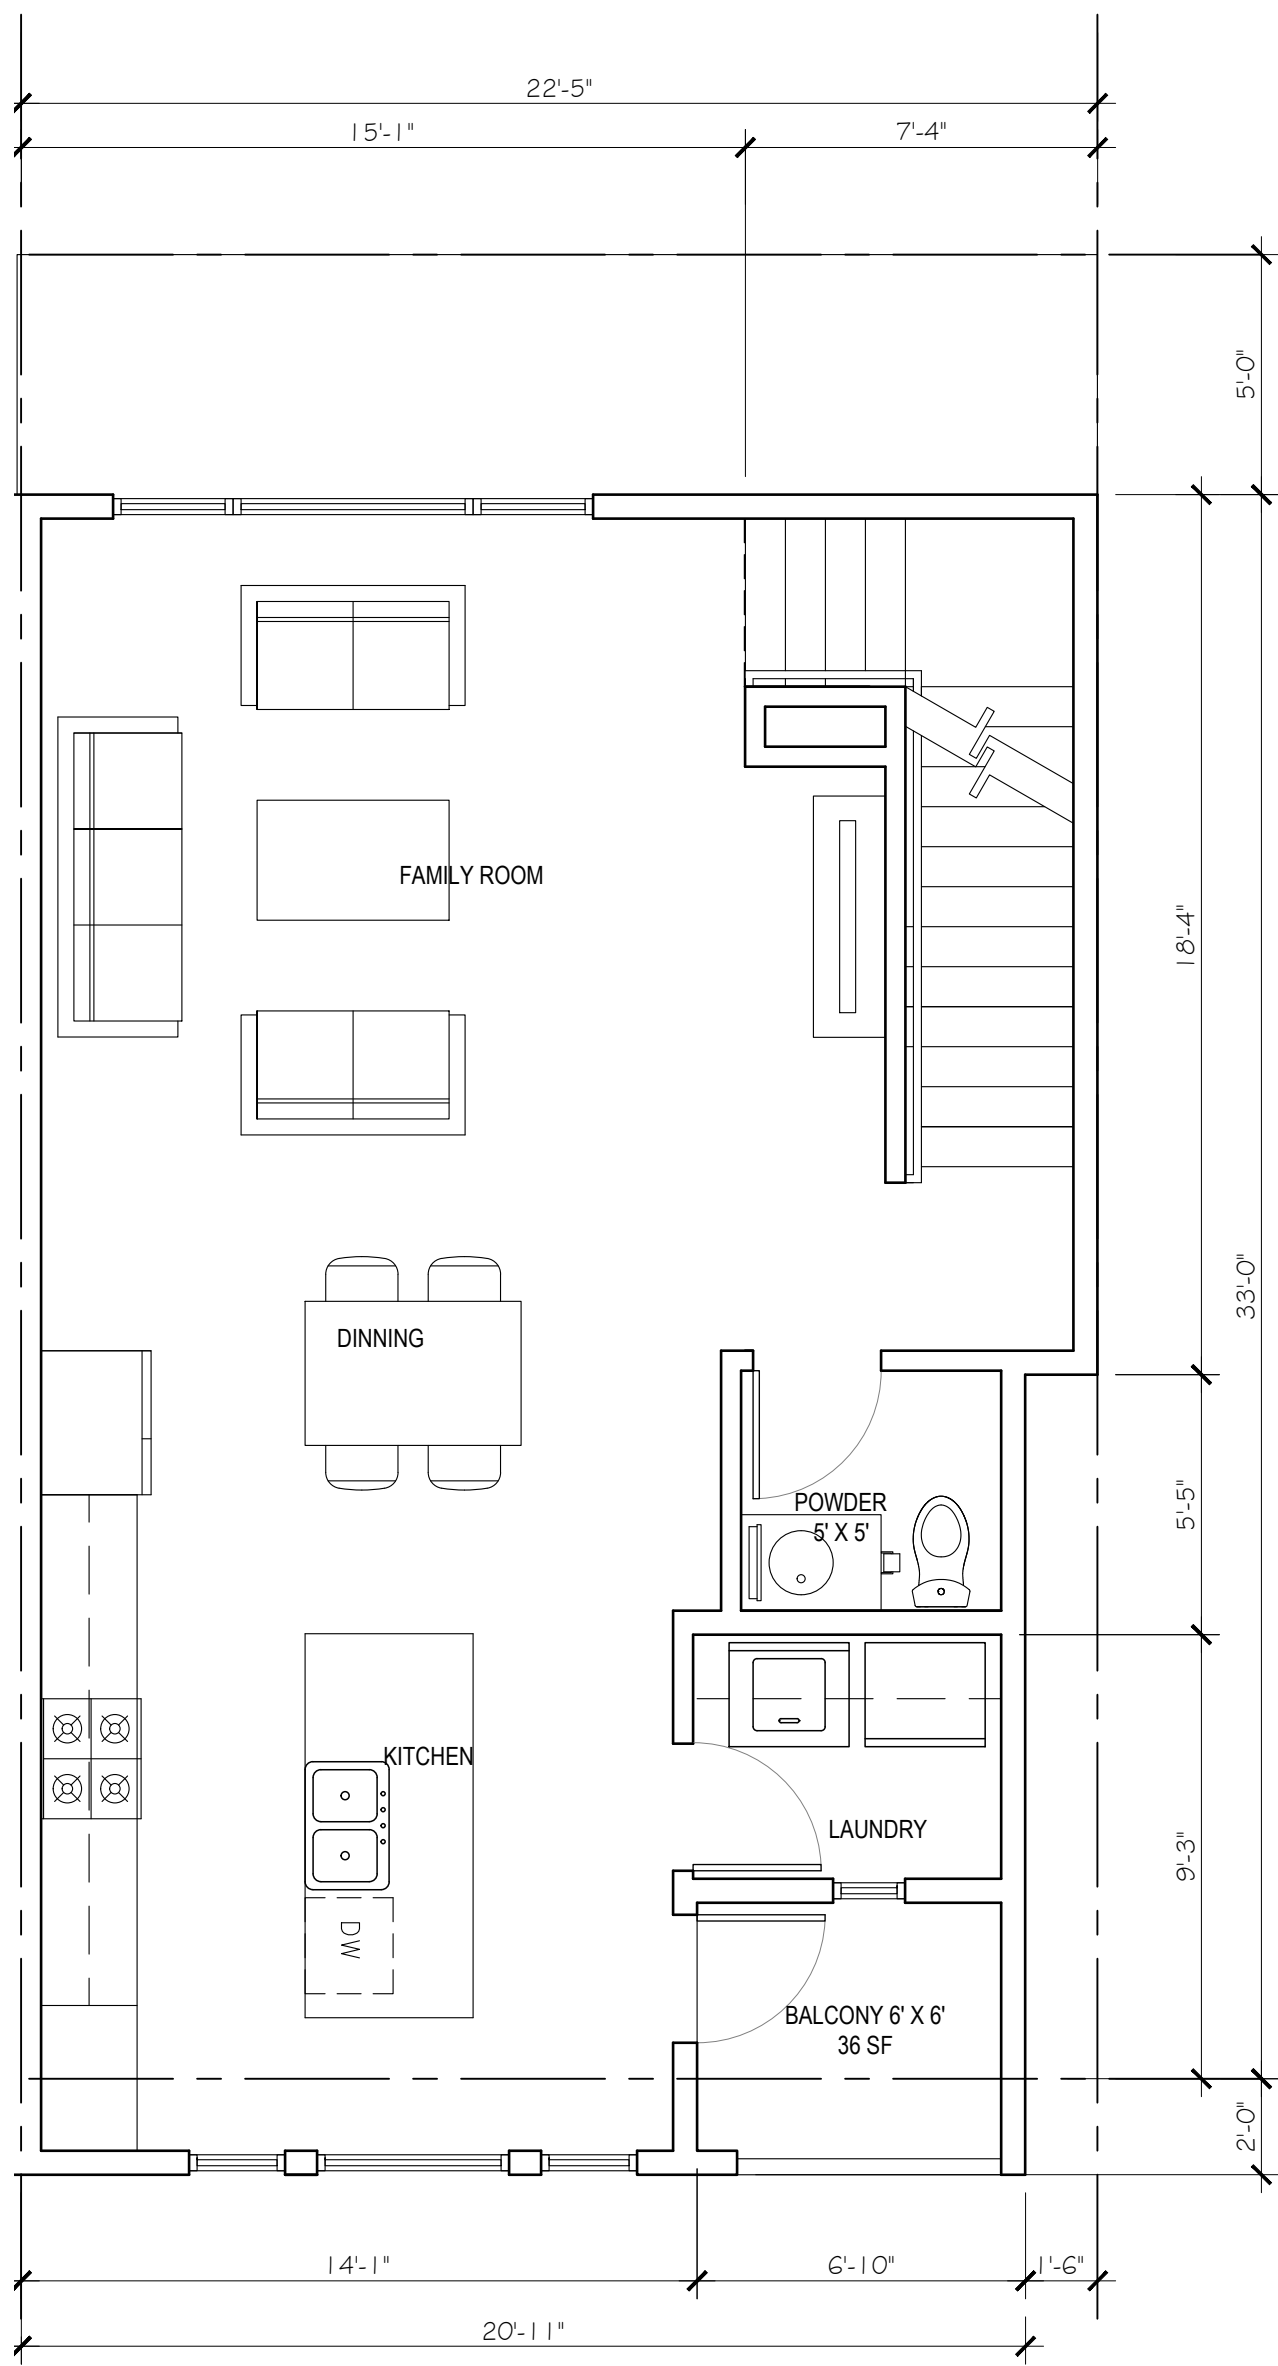 22'-5"
15'-1"
7'-4"
5'-0"
FAMILY ROOM
18'-4"
33'-0"
DINNING
POWDER
5' X 5'
5'-5"
KITCHEN
LAUNDRY
9'-3"
DW
BALCONY 6' X 6'
36 SF
2'-0"
14'-1"
6'-10"
1'-6"
20'-11"